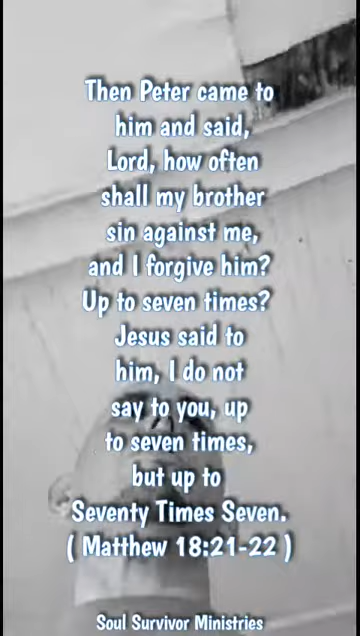 Then Peter came to
him and said,
Lord, how often
shall my brother
sin against me,
and I forgive him?
Up to seven times?
Jesus said to
him, I do not
say to you, up
to seven times,
but up to
Seventy Times Seven.
( Matthew 18:21-22 )
Soul Survivor Ministries